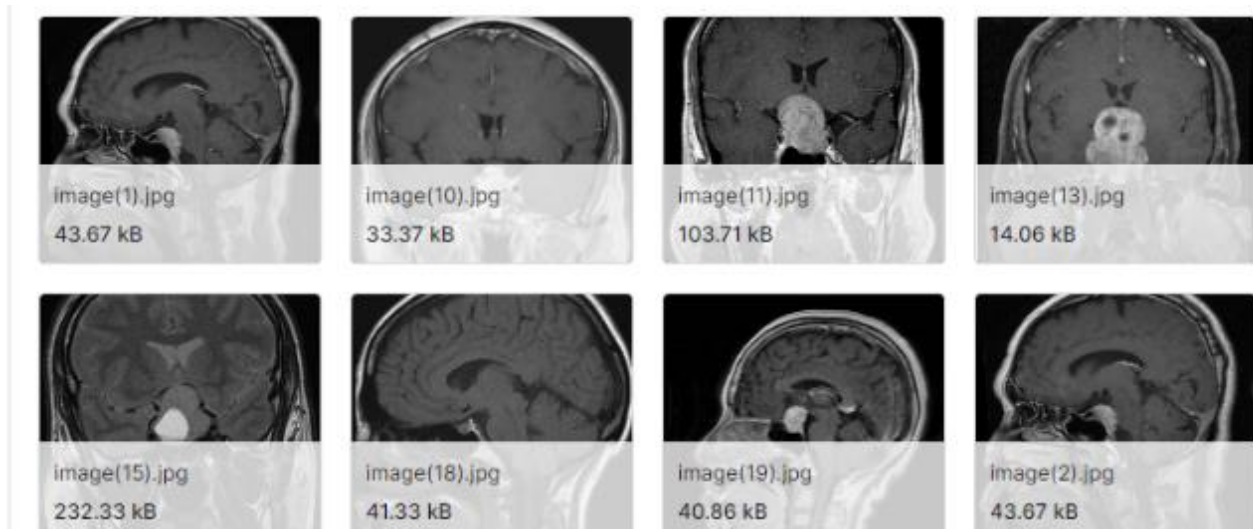 image(1).jpg
43.67 kB
image(10).jpg
33.37 kB
image(11).jpg
103.71 kB
image(13).jpg
14.06 kB
image(15).jpg
232.33 kB
image(18).jpg
41.33 kB
image(19).jpg
40.86 kB
image(2).jpg
43.67 kB